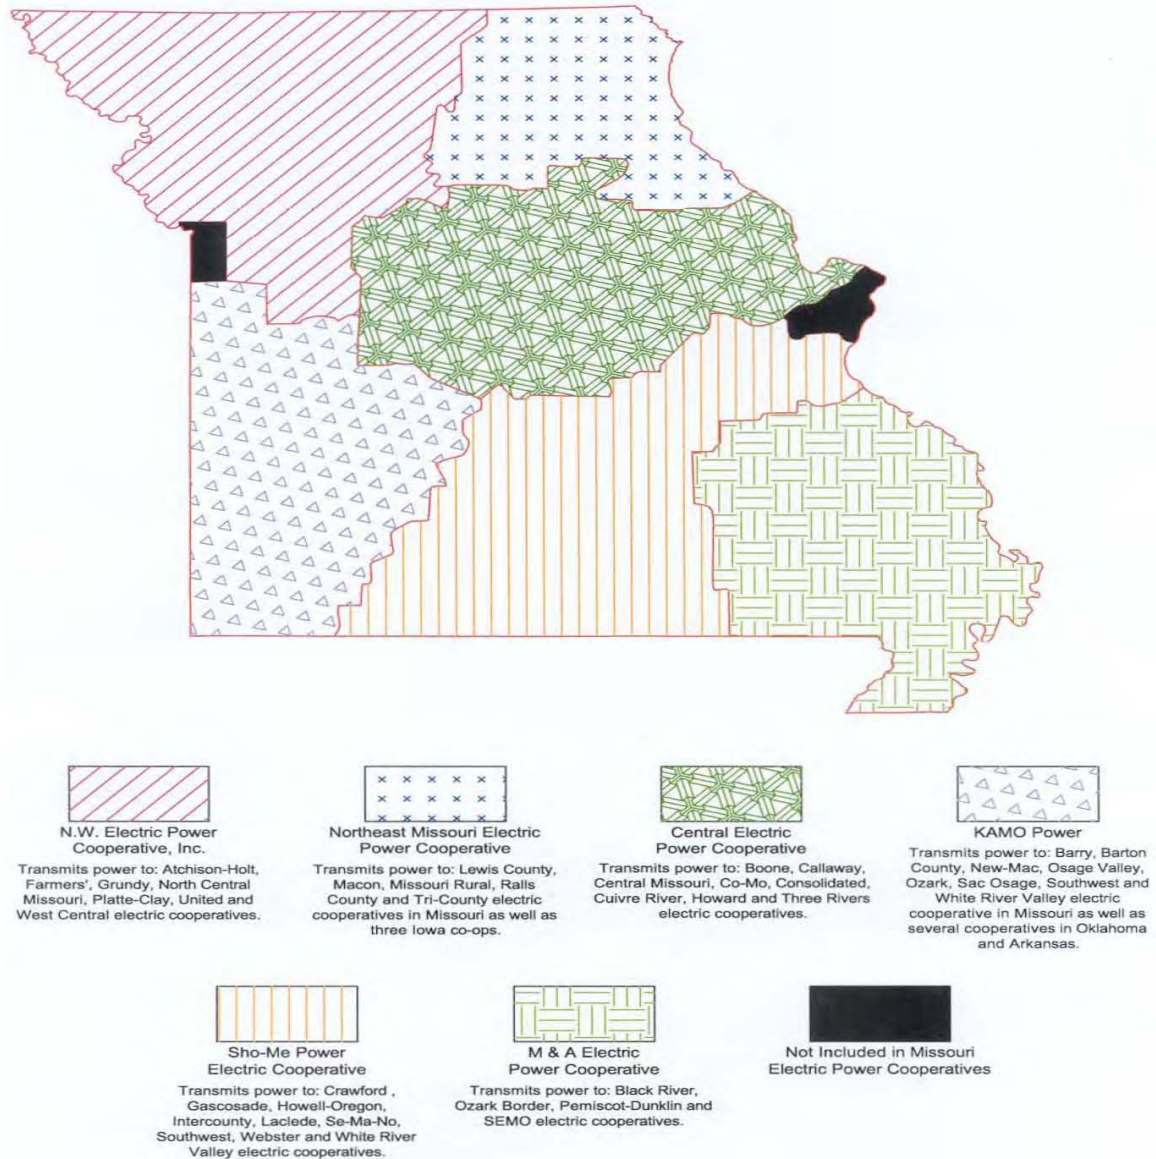 N.W. Electric Power
Cooperative, Inc.
Transmits power to: Atchison-Holt,
Farmers', Grundy, North Central
Missouri, Platte-Clay, United and
West Central electric cooperatives.
Northeast Missouri Electric
Power Cooperative
Transmits power to: Lewis County,
Macon, Missouri Rural, Ralls
County and Tri-County electric
cooperatives in Missouri as well as
three Iowa co-ops.
Central Electric
Power Cooperative
Transmits power to: Boone, Callaway,
Central Missouri, Co-Mo, Consolidated,
Cuivre River, Howard and Three Rivers
electric cooperatives.
KAMO Power
Transmits power to: Barry, Barton
County, New-Mac, Osage Valley,
Ozark, Sac Osage, Southwest and
White River Valley electric
cooperative in Missouri as well as
several cooperatives in Oklahoma
and Arkansas.
Sho-Me Power
Electric Cooperative
Transmits power to: Crawford ,
Gascosade, Howell-Oregon,
Intercounty, Laclede, Se-Ma-No,
Southwest, Webster and White River
Valley electric cooperatives.
M & A Electric
Power Cooperative
Transmits power to: Black River,
Ozark Border, Pemiscot-Dunklin and
SEMO electric cooperatives.
Not Included in Missouri
Electric Power Cooperatives